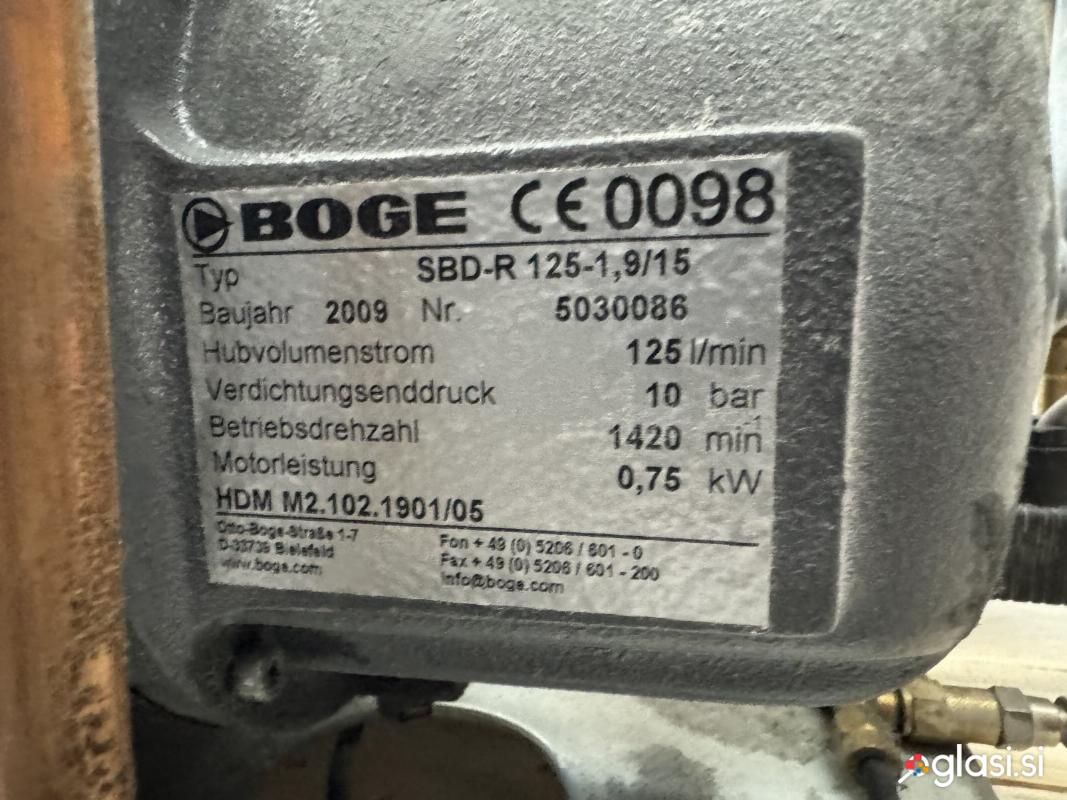 BOGE CE 0098
Typ SBD-R 125-1,9/15
Baujahr 2009 Nr. 5030086
Hubvolumenstrom 125 l/min
Verdichtungsenddruck 10 bar
Betriebsdrehzahl 1420 min-1
Motorleistung 0,75 kW
HDM M2.102.1901/05
Otto-Boge-Straße 1-7
D-33739 Bielefeld
www.boge.com
Fon + 49 (0) 5206 / 601 - 0
Fax + 49 (0) 5206 / 601 - 200
info@boge.com
oglasi.si